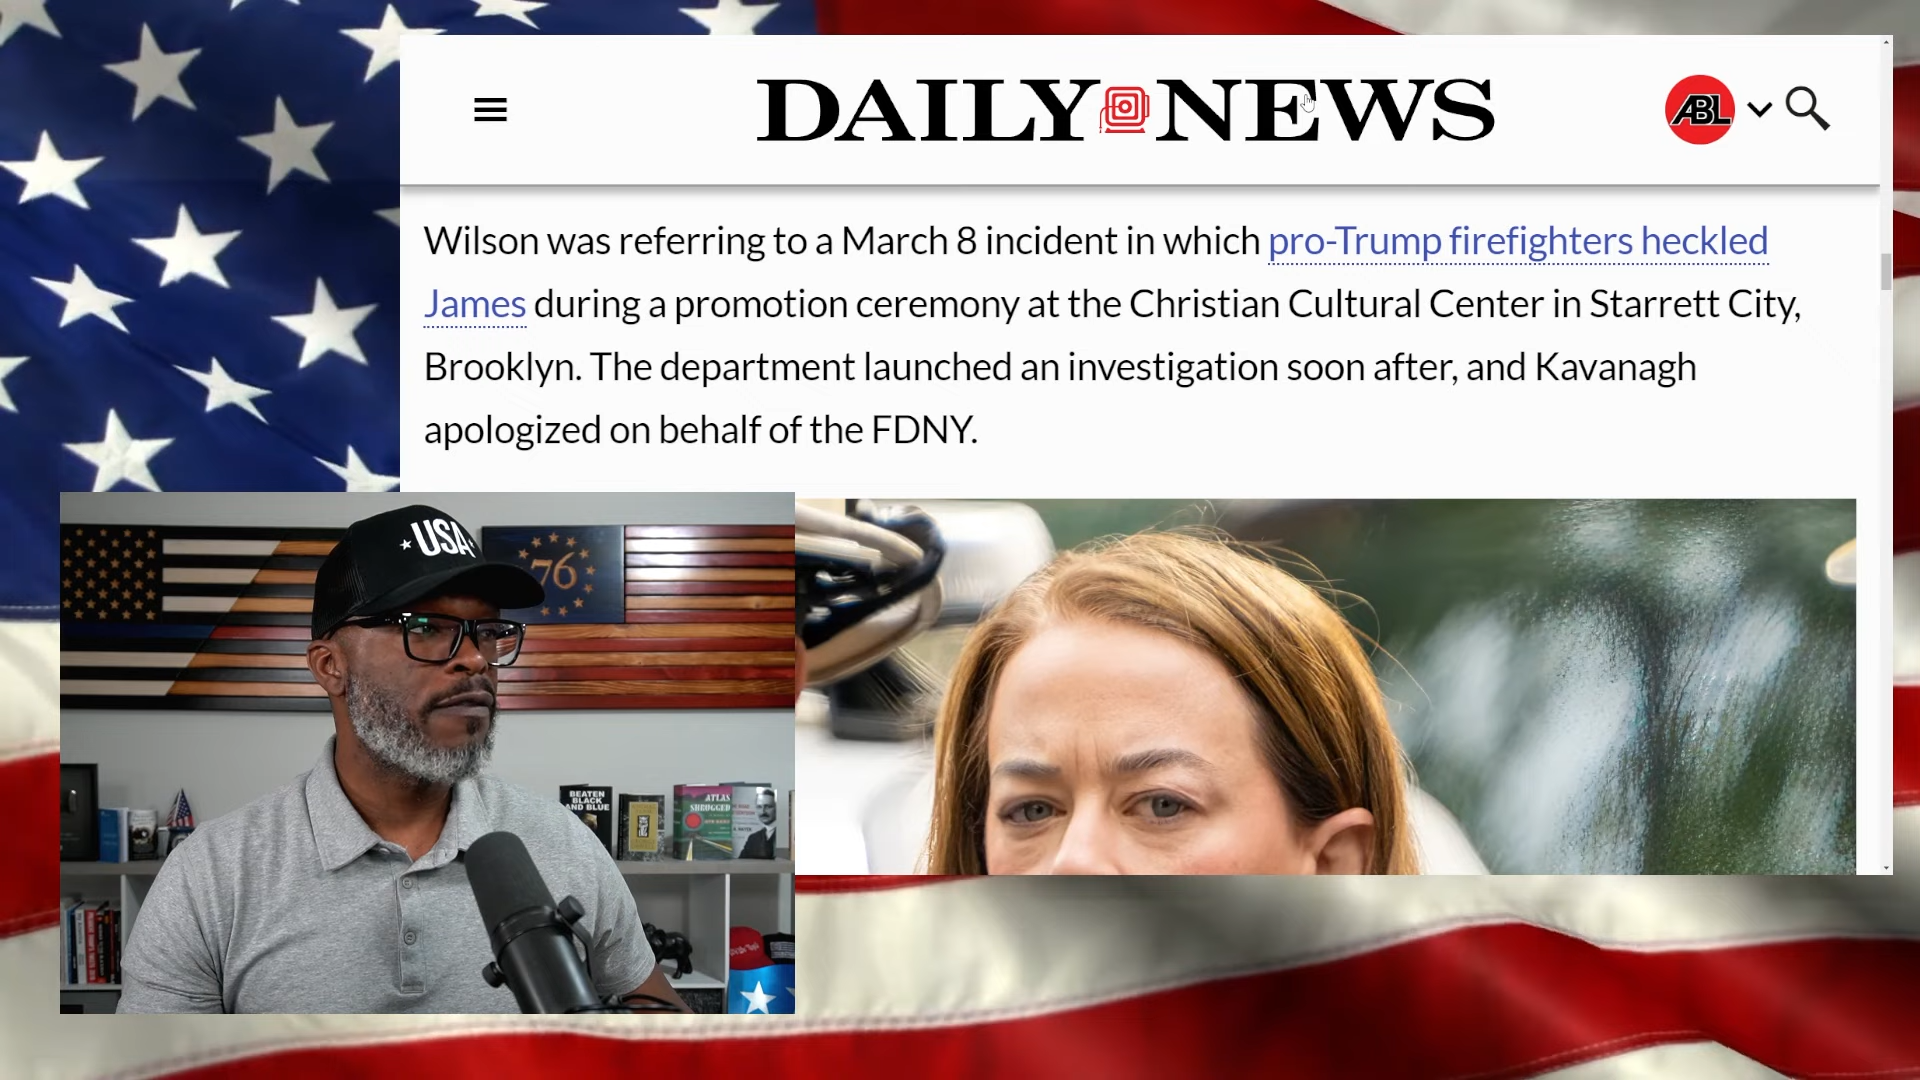 DAILY NEWS
ABL
Wilson was referring to a March 8 incident in which pro-Trump firefighters heckled
James during a promotion ceremony at the Christian Cultural Center in Starrett City,
Brooklyn. The department launched an investigation soon after, and Kavanagh
apologized on behalf of the FDNY.
USA
76
BEATEN
BLACK
AND BLUE
ATLAS
SHRUGGED